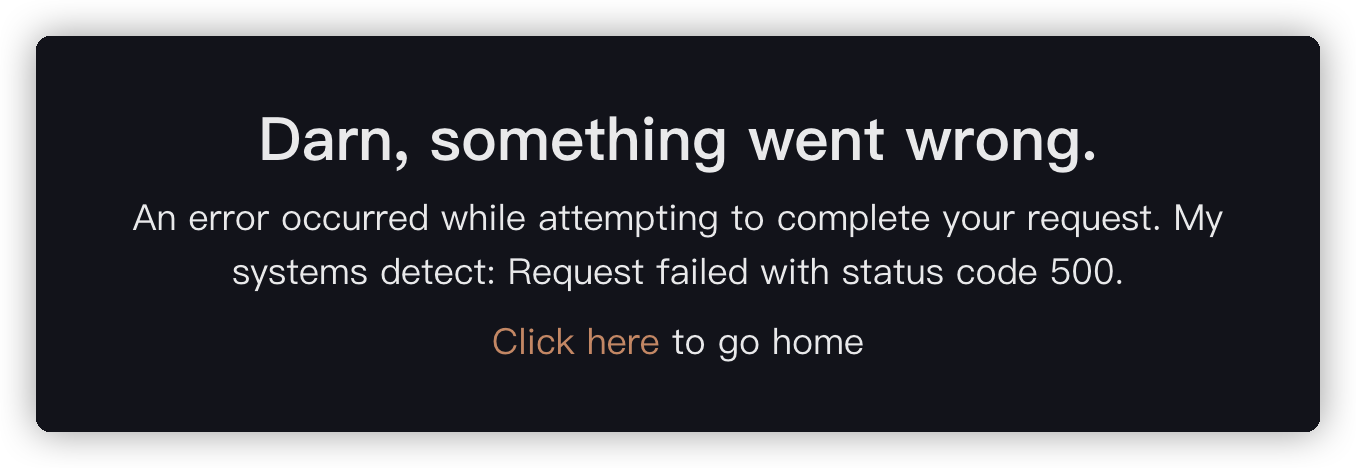 Darn, something went wrong.
An error occurred while attempting to complete your request. My
systems detect: Request failed with status code 500.
Click here to go home